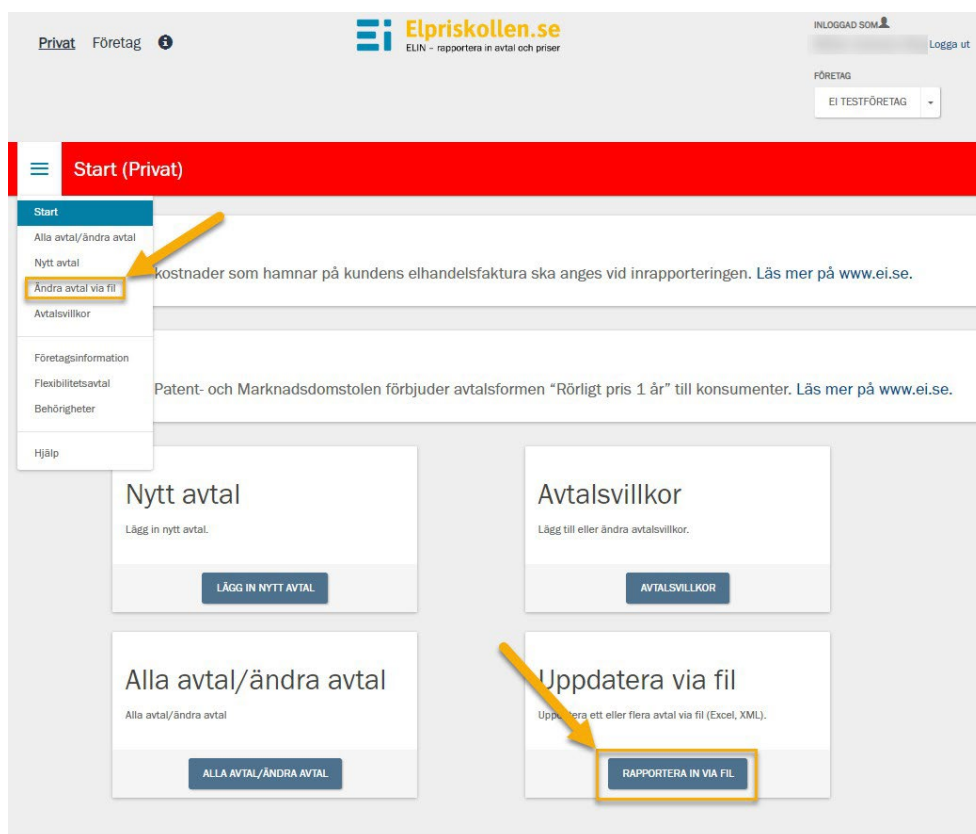 Privat Företag
Elpriskollen.se
ELIN – rapportera in avtal och priser
INLOGGAD SOM
Logga ut
FÖRETAG
EI TESTFÖRETAG
Start (Privat)
Start
Alla avtal/ändra avtal
Nytt avtal
Ändra avtal via fil
Avtalsvillkor
Företagsinformation
Flexibilitetsavtal
Behörigheter
Hjälp
kostnader som hamnar på kundens elhandelsfaktura ska anges vid inrapporteringen. Läs mer på www.ei.se.
Patent- och Marknadsdomstolen förbjuder avtalsformen “Rörligt pris 1 år” till konsumenter. Läs mer på www.ei.se.
Nytt avtal
Lägg in nytt avtal.
LÄGG IN NYTT AVTAL
Avtalsvillkor
Lägg till eller ändra avtalsvillkor.
AVTALSVILLKOR
Alla avtal/ändra avtal
Alla avtal/ändra avtal
ALLA AVTAL/ÄNDRA AVTAL
Uppdatera via fil
Uppdatera ett eller flera avtal via fil (Excel, XML).
RAPPORTERA IN VIA FIL